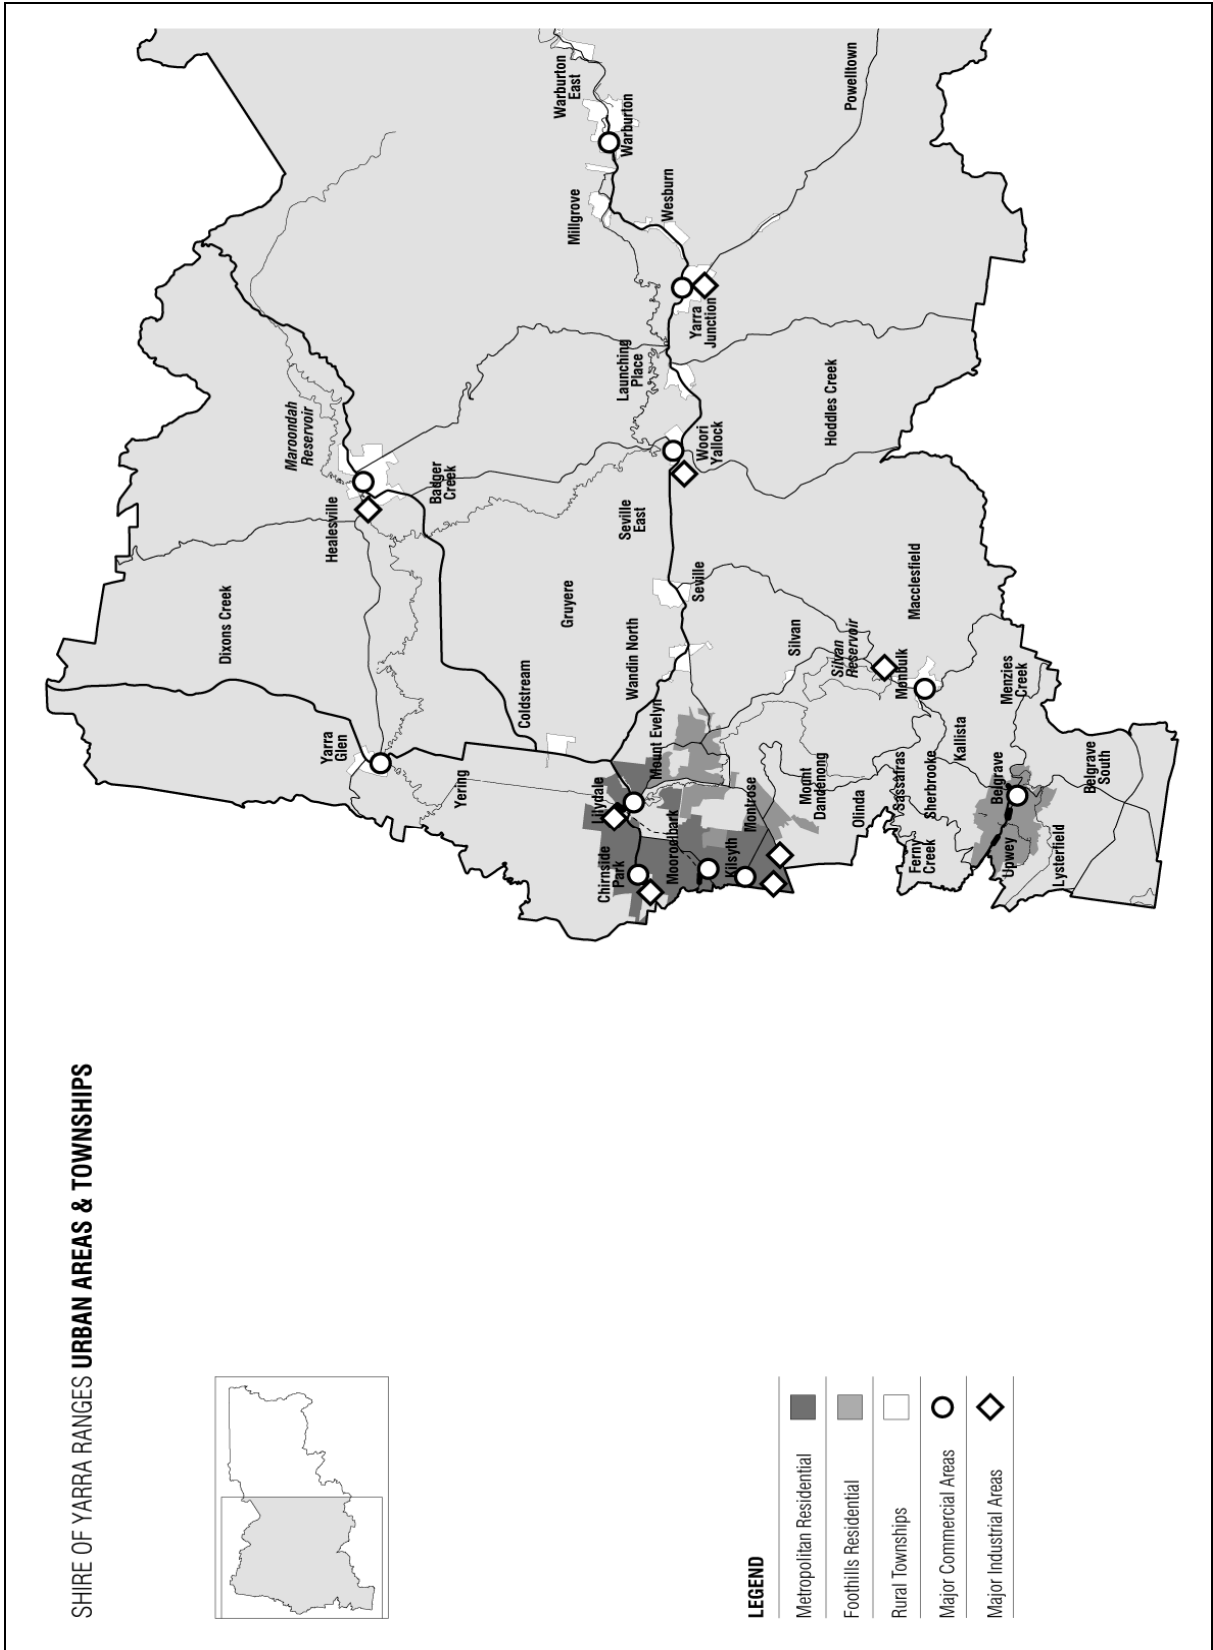 SHIRE OF YARRA RANGES URBAN AREAS & TOWNSHIPS
LEGEND
Metropolitan Residential
Foothills Residential
Rural Townships
Major Commercial Areas
Major Industrial Areas
Dixons Creek
Yarra
Glen
Healesville
Maroondah
Reservoir
Badger
Creek
Yering
Coldstream
Gruyere
Chirnside
Park
Lilydale
Mount Evelyn
Wandin North
Seville
East
Seville
Launching
Place
Millgrove
Warburton
East
Warburton
Wesburn
Yarra
Junction
Woori
Yallock
Mooroolbark
Kilsyth
Montrose
Mount
Dandenong
Silvan
Silvan
Reservoir
Hoddles Creek
Powelltown
Olinda
Sassafras
Monbulk
Macclesfield
Ferny
Creek
Sherbrooke
Kallista
Menzies
Creek
Upwey
Belgrave
Lysterfield
Belgrave
South